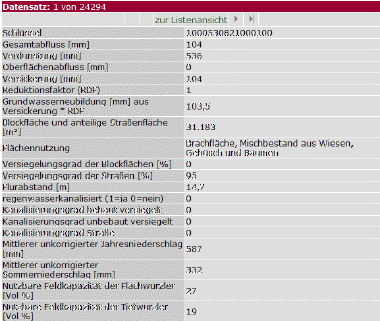 Datensatz: 1 von 24294
zur Listenansicht
Schlüssel
Gesamtabfluss [mm] 104
Verdunstung [mm] 536
Oberflächenabfluss [mm] 0
Versickerung [mm] 104
Reduktionsfaktor (RDF) 1
Grundwasserneubildung [mm] aus
Versickerung * RDF 103,5
Blockfläche und anteilige Straßenfläche
[m²] 31.183
Flächennutzung Brachfläche, Mischbestand aus Wiesen,
Gebüsch und Bäumen
Versiegelungsgrad der Blockflächen [%] 0
Versiegelungsgrad der Straßen [%] 95
Flurabstand [m] 14,7
regenwasserkanalisiert (1=ja 0=nein) 0
Kanalisierungsgrad bebaut versiegelt 0
Kanalisierungsgrad unbebaut versiegelt 0
Kanalisierungsgrad Straße 0
Mittlerer unkorrigierter Jahresniederschlag
[mm] 587
Mittlerer unkorrigierter
Sommerniederschlag [mm] 332
Nutzbare Feldkapazität der Flachwurzler
[Vol %] 27
Nutzbare Feldkapazität der Tiefwurzler
[Vol %] 19